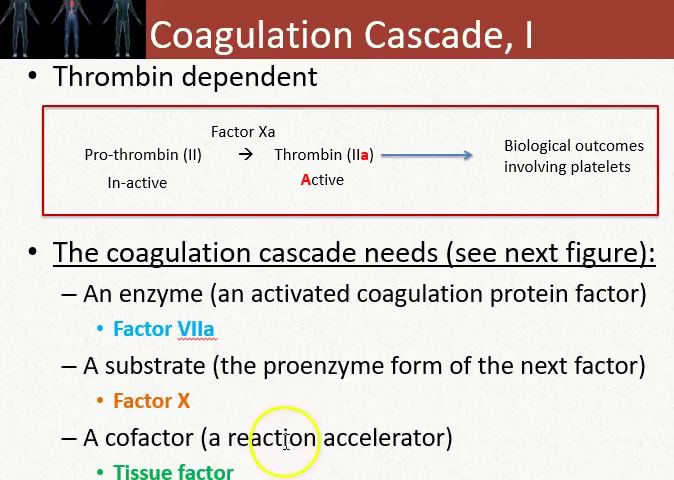 Coagulation Cascade, I
• Thrombin dependent
Factor Xa
Pro-thrombin (II) → Thrombin (IIa)
In-active Active
Biological outcomes
involving platelets
• The coagulation cascade needs (see next figure):
– An enzyme (an activated coagulation protein factor)
• Factor VIIa
– A substrate (the proenzyme form of the next factor)
• Factor X
– A cofactor (a reaction accelerator)
• Tissue factor